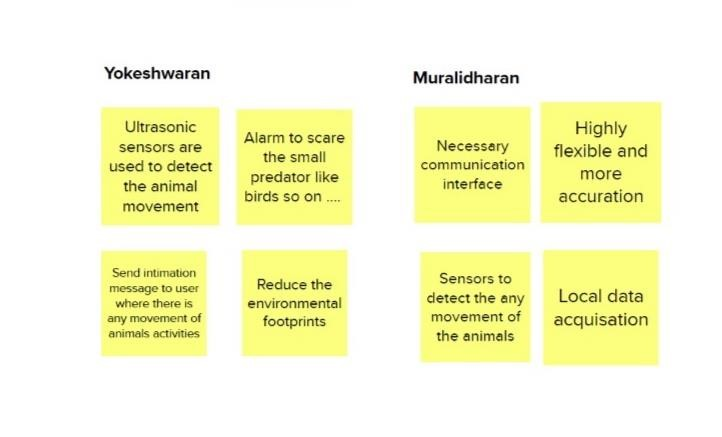 Yokeshwaran
Ultrasonic
sensors are
used to detect
the animal
movement
Alarm to scare
the small
predator like
birds so on ....
Send intimation
message to user
where there is
any movement of
animals activities
Reduce the
environmental
footprints
Muralidharan
Necessary
communication
interface
Highly
flexible and
more
accuration
Sensors to
detect the any
movement of
the animals
Local data
acquisation